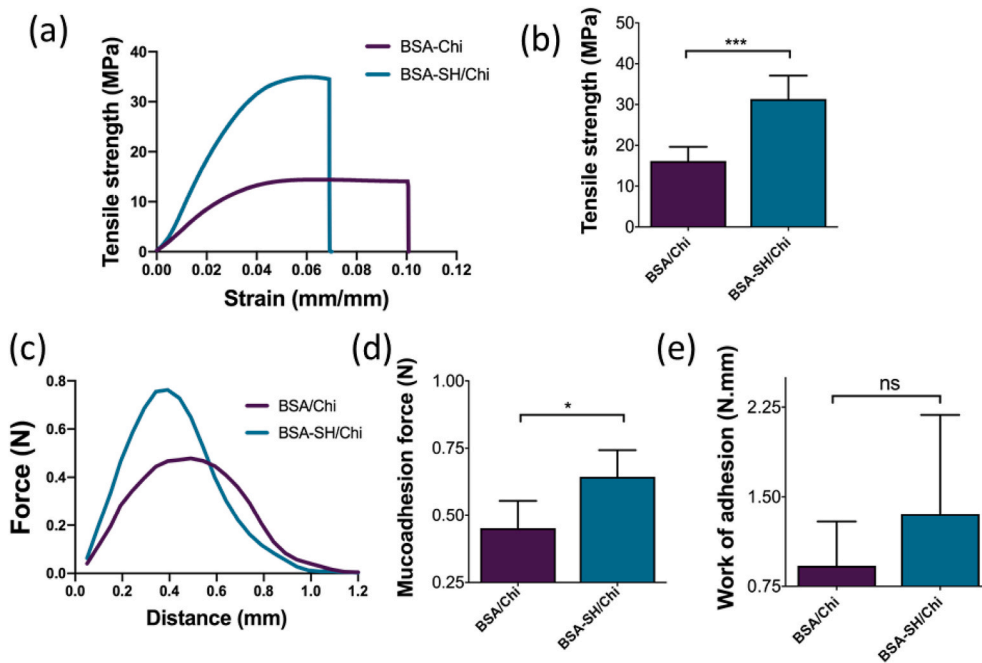 (a)
Tensile strength (MPa)
40
30
20
10
0
0.00 0.02 0.04 0.06 0.08 0.10 0.12
Strain (mm/mm)
BSA-Chi
BSA-SH/Chi
(b)
Tensile strength (MPa)
50
40
30
20
10
0
***
BSA/Chi
BSA-SH/Chi
(c)
Force (N)
0.8
0.6
0.4
0.2
0.0
0.0 0.2 0.4 0.6 0.8 1.0 1.2
Distance (mm)
BSA/Chi
BSA-SH/Chi
(d)
Mucoadhesion force (N)
1.00
0.75
0.50
0.25
*
BSA/Chi
BSA-SH/Chi
(e)
Work of adhesion (N.mm)
2.25
1.50
0.75
ns
BSA/Chi
BSA-SH/Chi